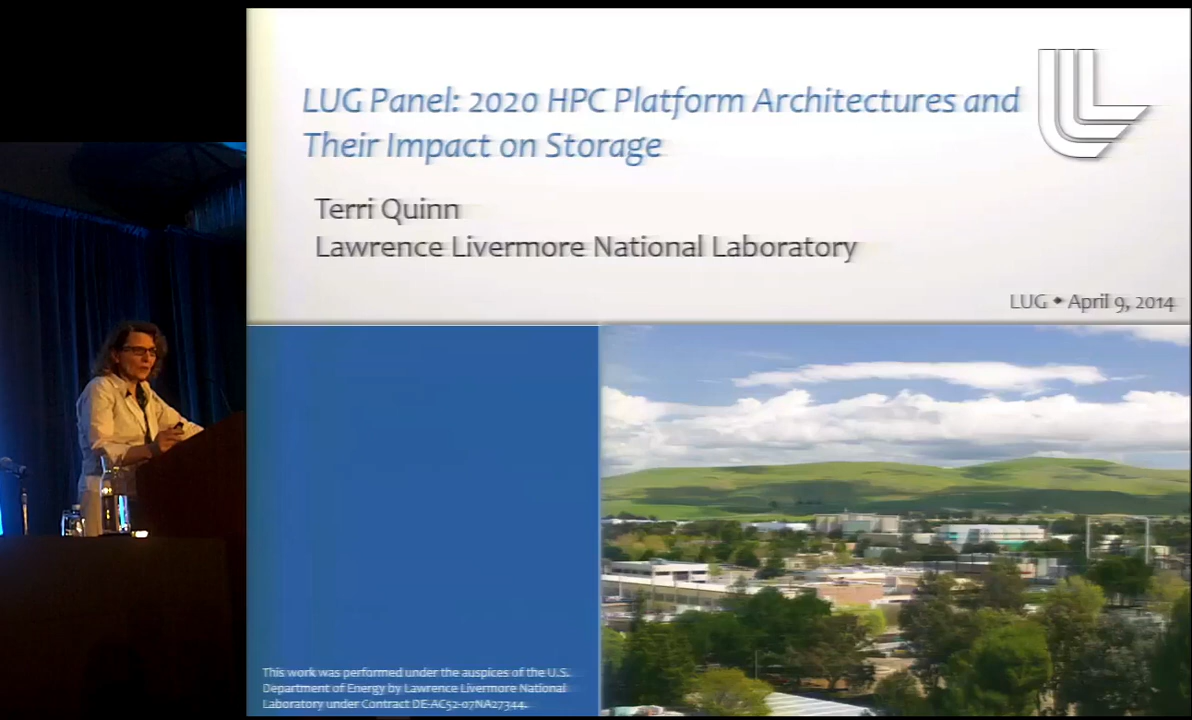 LUG Panel: 2020 HPC Platform Architectures and
Their Impact on Storage
Terri Quinn
Lawrence Livermore National Laboratory
LUG • April 9, 2014
This work was performed under the auspices of the U.S.
Department of Energy by Lawrence Livermore National
Laboratory under Contract DE-AC52-07NA27344.